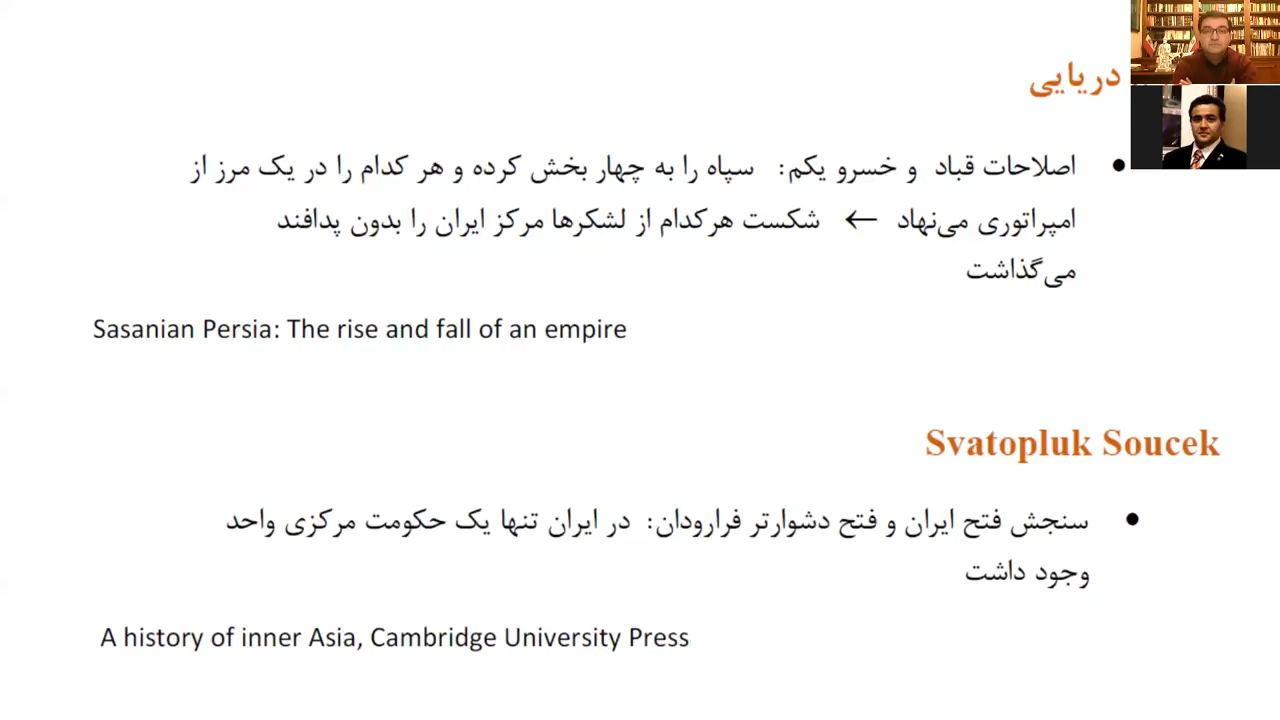 دریایی
• اصلاحات قباد و خسرو یکم: سپاه را به چهار بخش کرده و هر کدام را در یک مرز از
امپراتوری می‌نهاد ← شکست هرکدام از لشکرها مرکز ایران را بدون پدافند
می‌گذاشت
Sasanian Persia: The rise and fall of an empire
Svatopluk Soucek
• سنجش فتح ایران و فتح دشوارتر فرارودان: در ایران تنها یک حکومت مرکزی واحد
وجود داشت
A history of inner Asia, Cambridge University Press